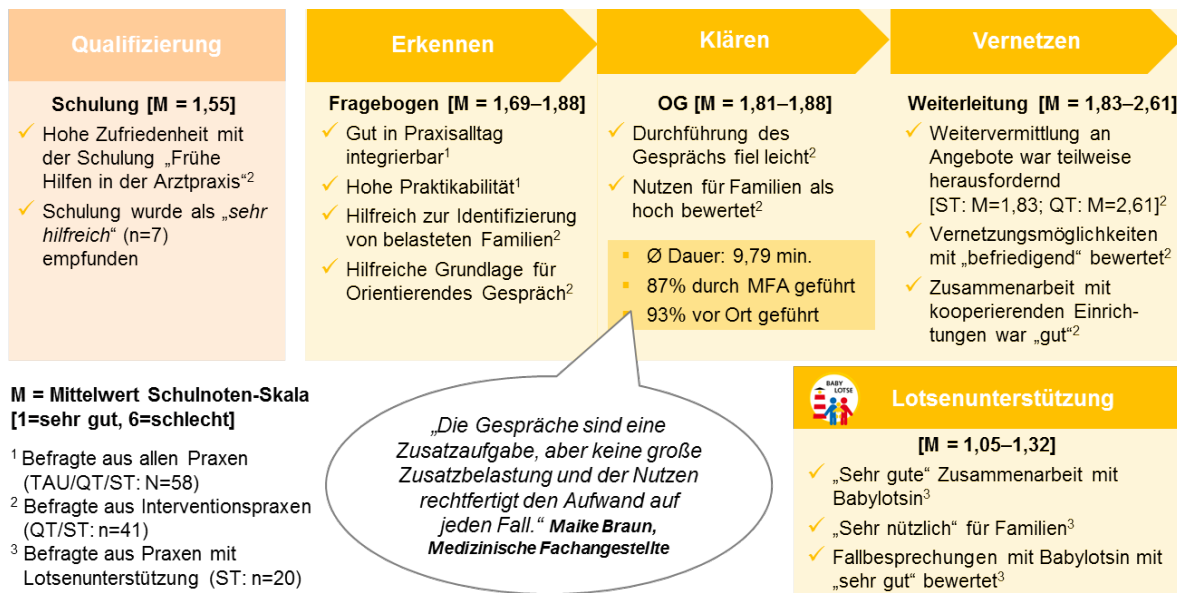 Qualifizierung
Schulung [M = 1,55]
✓ Hohe Zufriedenheit mit
der Schulung „Frühe
Hilfen in der Arztpraxis“²
✓ Schulung wurde als „sehr
hilfreich“ (n=7)
empfunden
Erkennen
Fragebogen [M = 1,69–1,88]
✓ Gut in Praxisalltag
integrierbar¹
✓ Hohe Praktikabilität¹
✓ Hilfreich zur Identifizierung
von belasteten Familien²
✓ Hilfreiche Grundlage für
Orientierendes Gespräch²
Klären
OG [M = 1,81–1,88]
✓ Durchführung des
Gesprächs fiel leicht²
✓ Nutzen für Familien als
hoch bewertet²
▪ Ø Dauer: 9,79 min.
▪ 87% durch MFA geführt
▪ 93% vor Ort geführt
Vernetzen
Weiterleitung [M = 1,83–2,61]
✓ Weitervermittlung an
Angebote war teilweise
herausfordernd
[ST: M=1,83; QT: M=2,61]²
✓ Vernetzungsmöglichkeiten
mit „befriedigend“ bewertet²
✓ Zusammenarbeit mit
kooperierenden Einrich-
tungen war „gut“²
M = Mittelwert Schulnoten-Skala
[1=sehr gut, 6=schlecht]
¹ Befragte aus allen Praxen
(TAU/QT/ST: N=58)
² Befragte aus Interventionspraxen
(QT/ST: n=41)
³ Befragte aus Praxen mit
Lotsenunterstützung (ST: n=20)
„Die Gespräche sind eine
Zusatzaufgabe, aber keine große
Zusatzbelastung und der Nutzen
rechtfertigt den Aufwand auf
jeden Fall.“ Maike Braun,
Medizinische Fachangestellte
BABY
LOTSE
Lotsenunterstützung
[M = 1,05–1,32]
✓ „Sehr gute“ Zusammenarbeit mit
Babylotsin³
✓ „Sehr nützlich“ für Familien³
✓ Fallbesprechungen mit Babylotsin mit
„sehr gut“ bewertet³